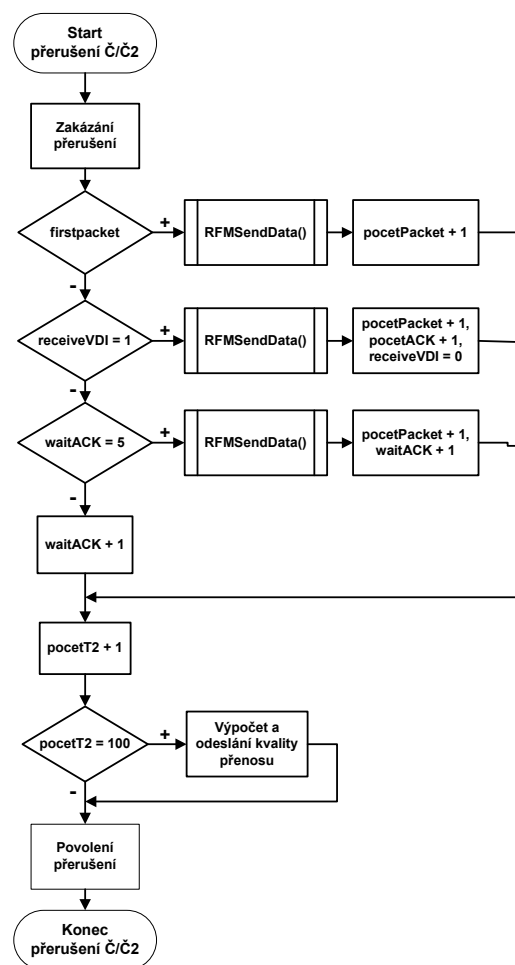 Start
přerušení Č/Č2
Zakázání
přerušení
firstpacket
+
RFMSendData()
pocetPacket + 1
-
receiveVDI = 1
+
RFMSendData()
pocetPacket + 1,
pocetACK + 1,
receiveVDI = 0
-
waitACK = 5
+
RFMSendData()
pocetPacket + 1,
waitACK + 1
-
waitACK + 1
pocetT2 + 1
pocetT2 = 100
+
Výpočet a
odeslání kvality
přenosu
-
Povolení
přerušení
Konec
přerušení Č/Č2